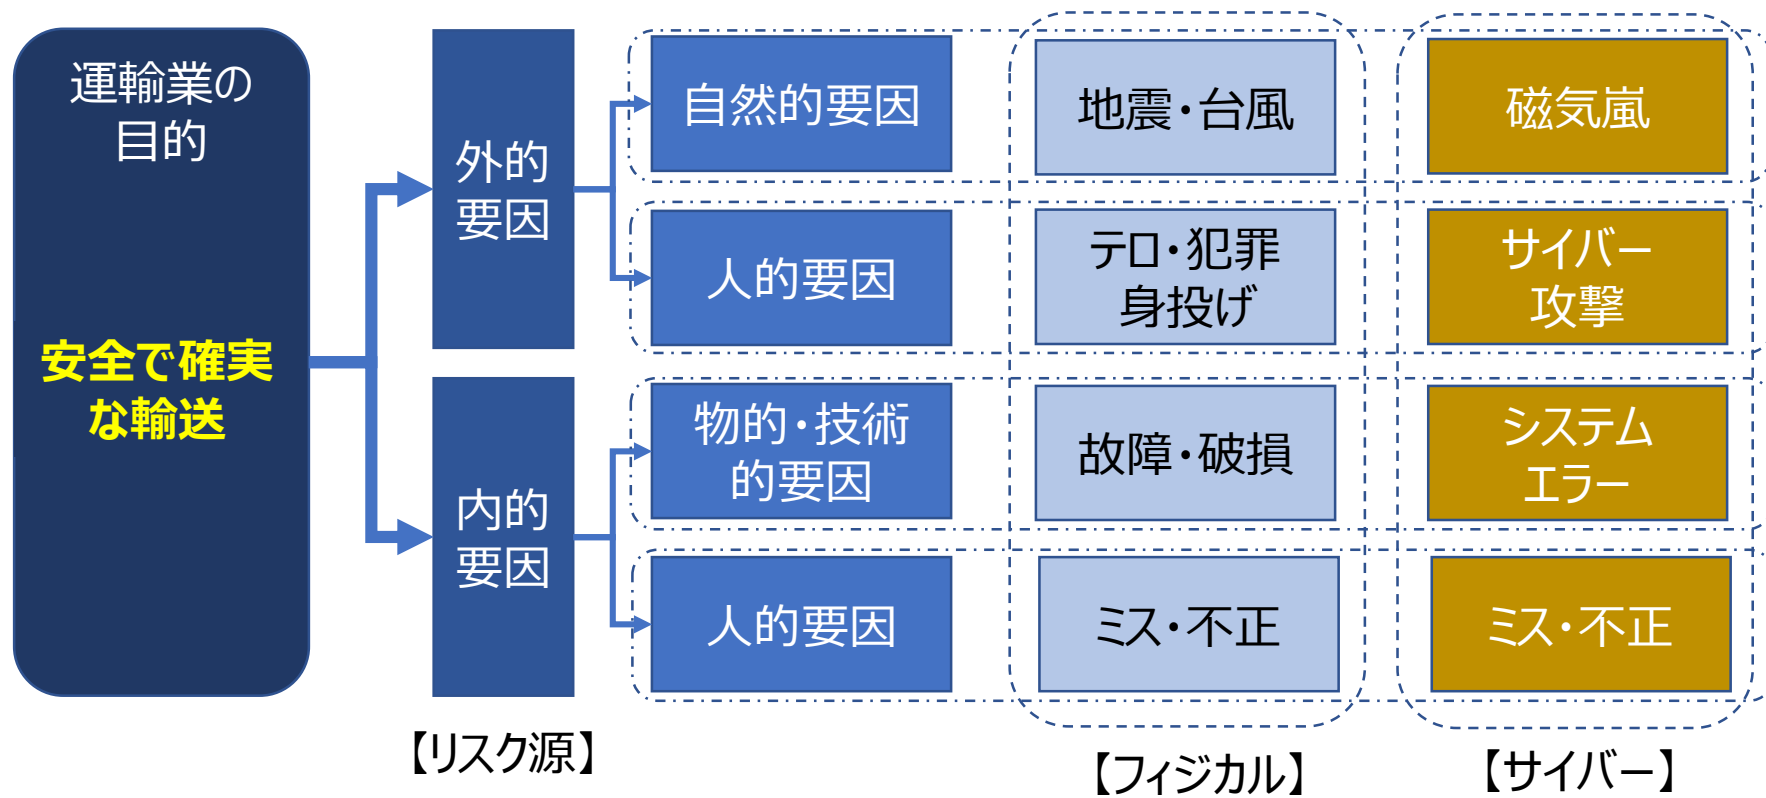 運輸業の
目的
安全で確実
な輸送
外的
要因
内的
要因
【リスク源】
自然的要因
地震・台風
磁気嵐
人的要因
テロ・犯罪
身投げ
サイバー
攻撃
物的・技術
的要因
故障・破損
システム
エラー
人的要因
ミス・不正
ミス・不正
【フィジカル】
【サイバー】